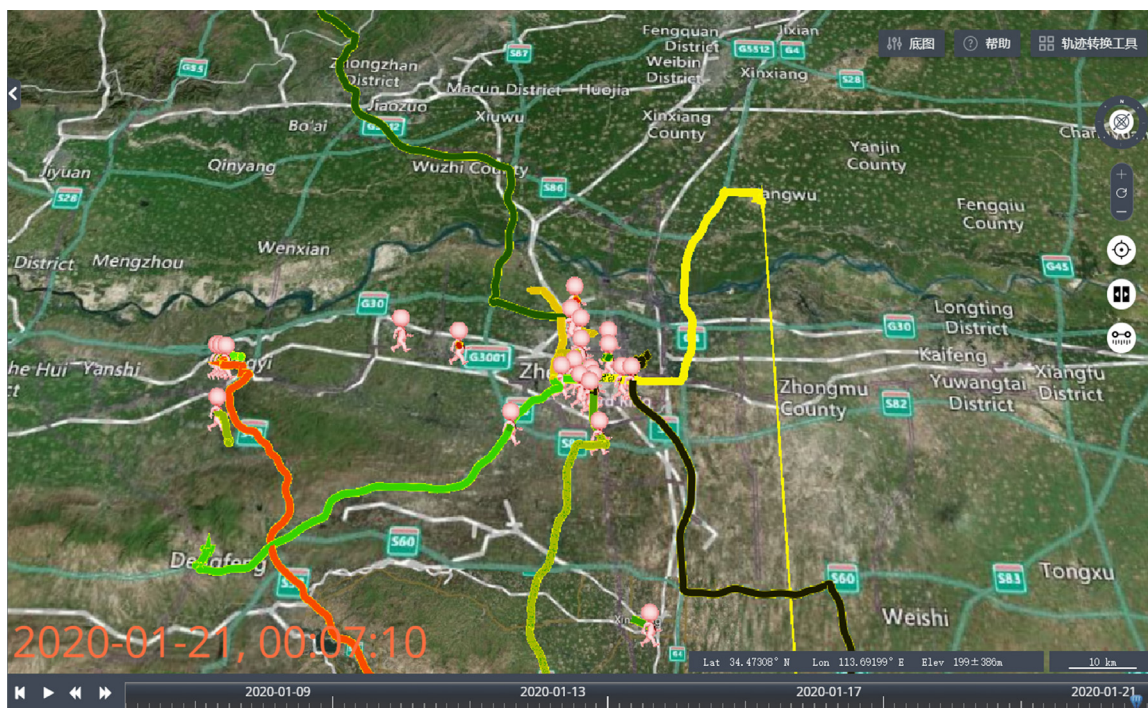 Fengquan
District
Weibin
District
Jixian
G5512
G4
底图
帮助
轨迹转换工具
S87
G55
Zhongzhan
District
Macun District
Huojia
Xinxiang
S28
Jiaozuo
Bo'ai
Xiuwu
Xinxiang
County
Yanjin
County
Qinyang
Wuzhi County
Jiyuan
S28
S86
Fengqiu
County
Wenxian
District
Mengzhou
G45
G30
Longting
District
G30
G3001
Kaifeng
Yanshi
Zhongmu
County
Yuwangtai
District
Xiangfu
District
S82
S60
Dengfeng
S60
S83
Tongxu
Weishi
2020-01-21, 00:07:10
Lat 34.47308° N Lon 113.69199° E Elev 199±386m
10 km
2020-01-09
2020-01-13
2020-01-17
2020-01-21